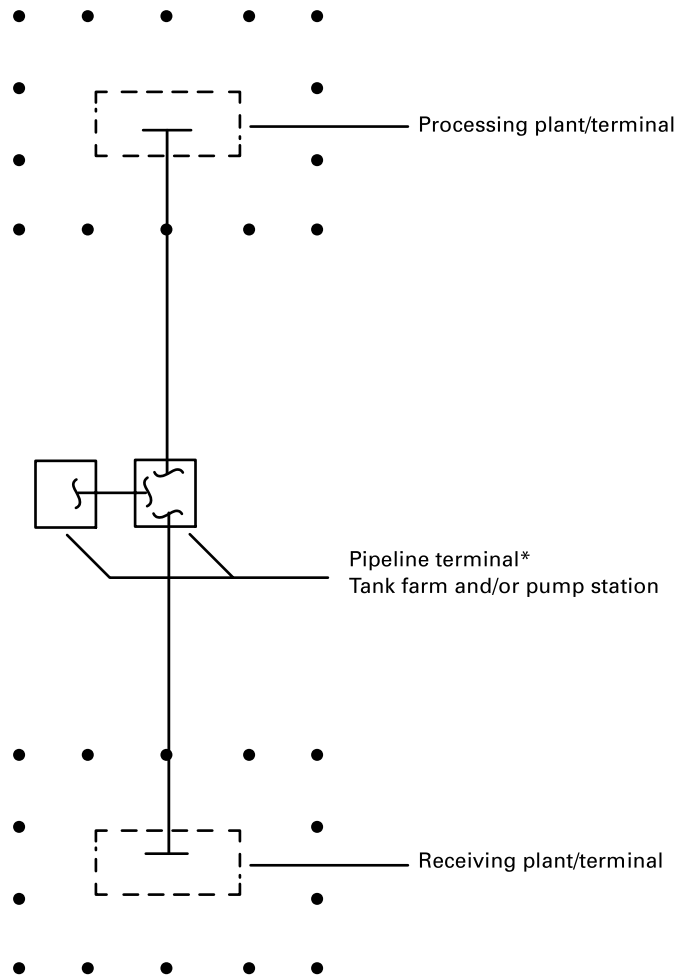 Processing plant/terminal
Pipeline terminal*
Tank farm and/or pump station
Receiving plant/terminal